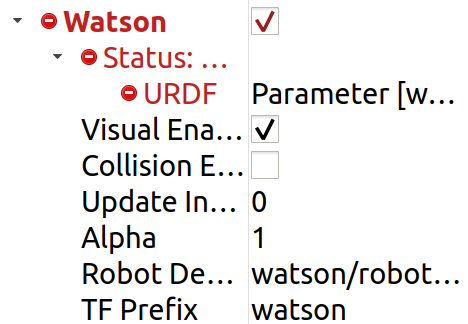 Watson
Status: ...
URDF Parameter [w...
Visual Ena...
Collision E...
Update In... 0
Alpha 1
Robot De... watson/robot...
TF Prefix watson